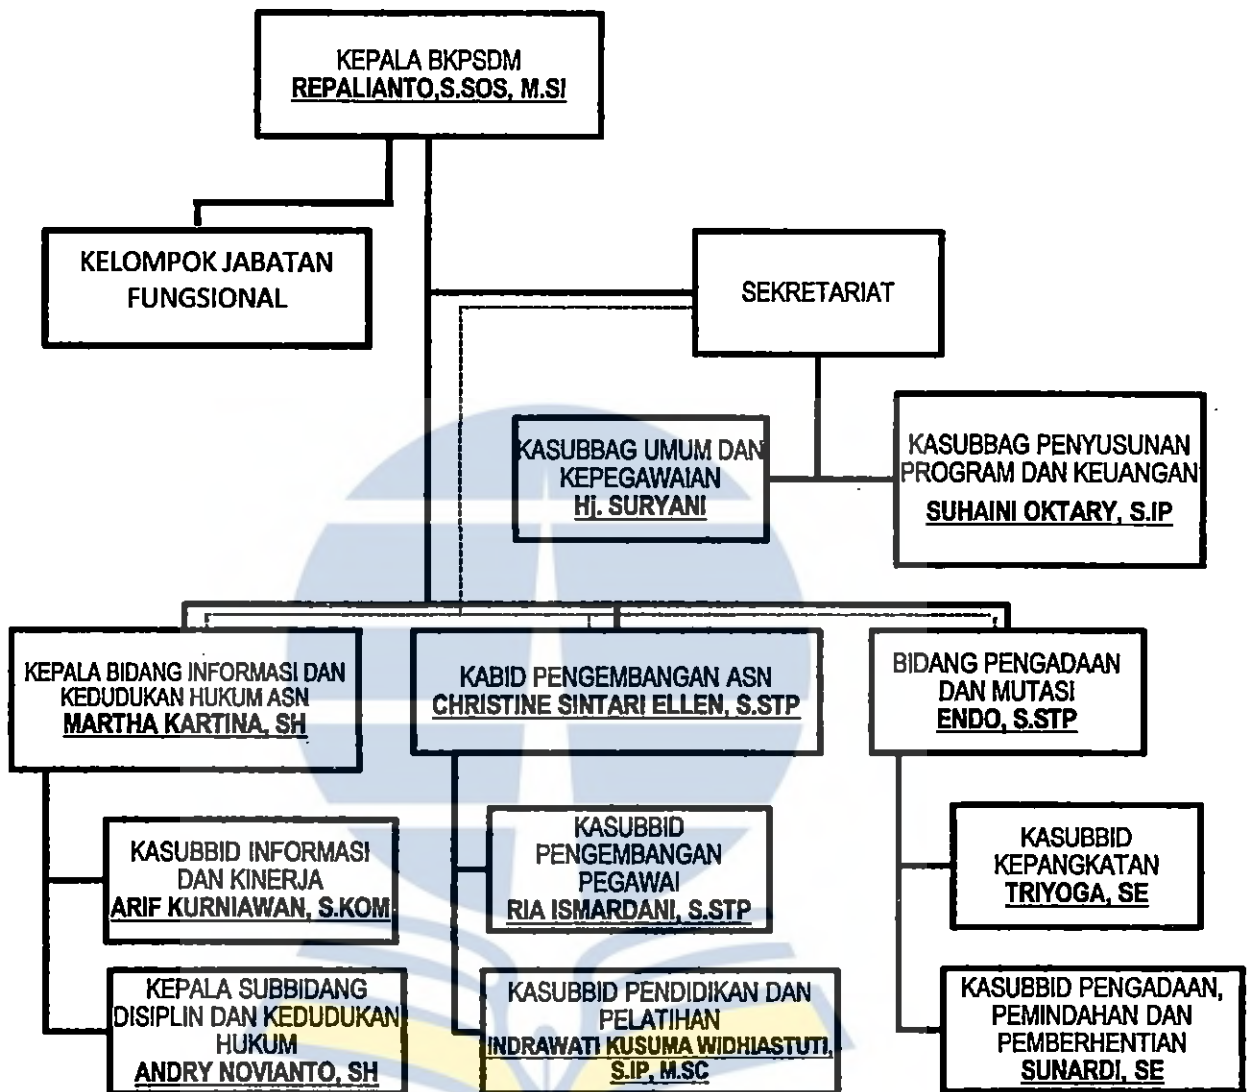 KEPALA BKPSDM
REPALIANTO,S.SOS, M.SI
KELOMPOK JABATAN
FUNGSIONAL
SEKRETARIAT
KASUBBAG UMUM DAN
KEPEGAWAIAN
Hj. SURYANI
KASUBBAG PENYUSUNAN
PROGRAM DAN KEUANGAN
SUHAINI OKTARY, S.IP
KEPALA BIDANG INFORMASI DAN
KEDUDUKAN HUKUM ASN
MARTHA KARTINA, SH
KABID PENGEMBANGAN ASN
CHRISTINE SINTARI ELLEN, S.STP
BIDANG PENGADAAN
DAN MUTASI
ENDO, S.STP
KASUBBID INFORMASI
DAN KINERJA
ARIF KURNIAWAN, S.KOM
KASUBBID
PENGEMBANGAN
PEGAWAI
RIA ISMARDANI, S.STP
KASUBBID
KEPANGKATAN
TRIYOGA, SE
KEPALA SUBBIDANG
DISIPLIN DAN KEDUDUKAN
HUKUM
ANDRY NOVIANTO, SH
KASUBBID PENDIDIKAN DAN
PELATIHAN
INDRAWATI KUSUMA WIDHIASTUTI,
S.IP, M.SC
KASUBBID PENGADAAN,
PEMINDAHAN DAN
PEMBERHENTIAN
SUNARDI, SE